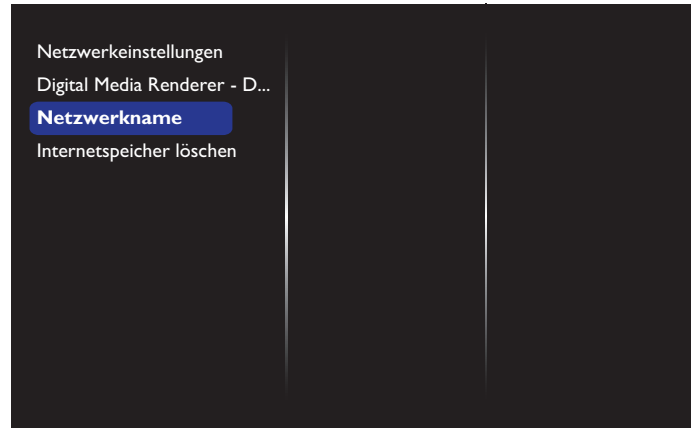 Netzwerkeinstellungen
Digital Media Renderer - D...
Netzwerkname
Internetspeicher löschen